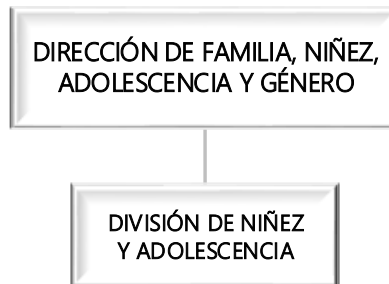 DIRECCIÓN DE FAMILIA, NIÑEZ,
ADOLESCENCIA Y GÉNERO
DIVISIÓN DE NIÑEZ
Y ADOLESCENCIA